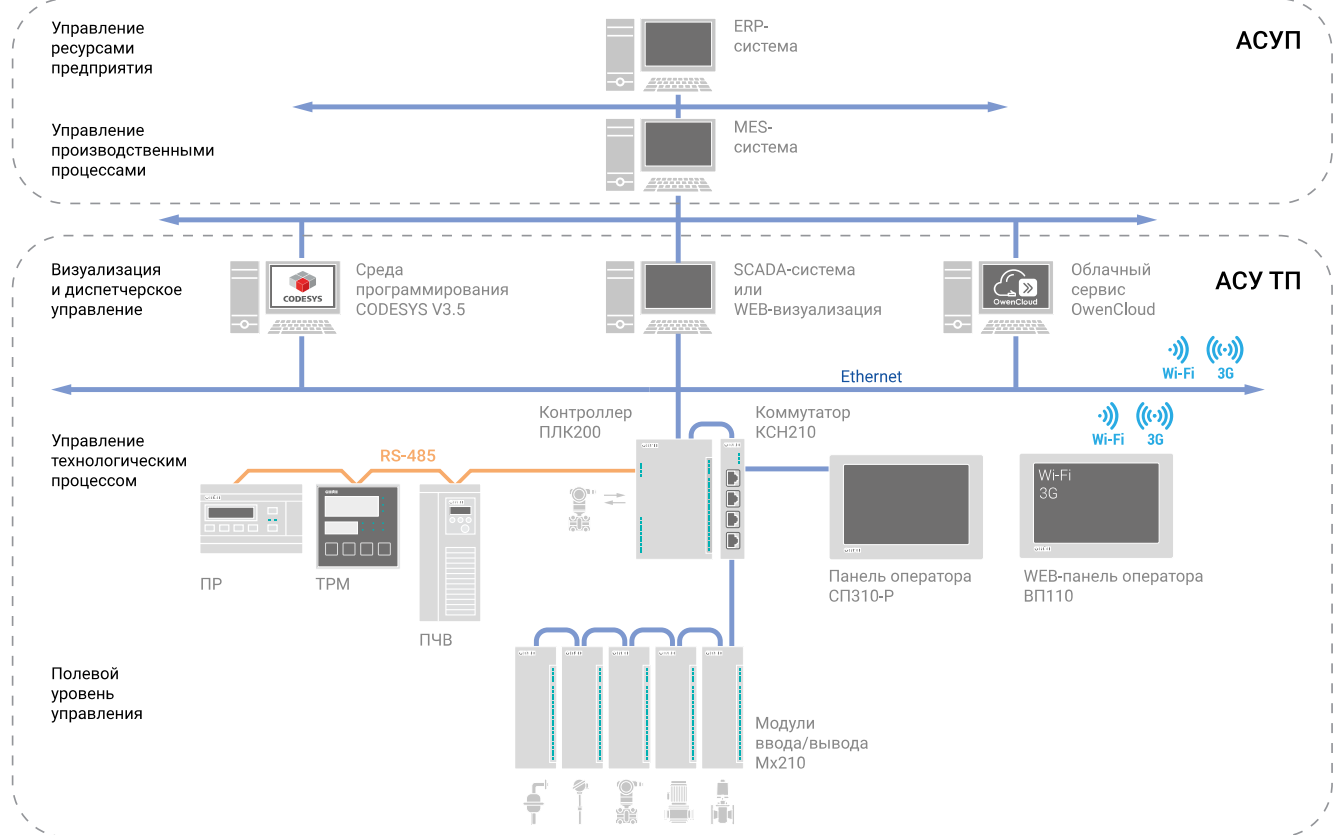 Управление
ресурсами
предприятия
ERP-
система
АСУП
Управление
производственными
процессами
MES-
система
Визуализация
и диспетчерское
управление
CODESYS
Среда
программирования
CODESYS V3.5
SCADA-система
или
WEB-визуализация
OwenCloud
Облачный
сервис
OwenCloud
АСУ ТП
Wi-Fi
3G
Ethernet
Управление
технологическим
процессом
RS-485
Контроллер
ПЛК200
Коммутатор
КСН210
Wi-Fi
3G
Wi-Fi
3G
ПР
ТРМ
ПЧВ
Панель оператора
СП310-Р
WEB-панель оператора
ВП110
Полевой
уровень
управления
Модули
ввода/вывода
Мх210